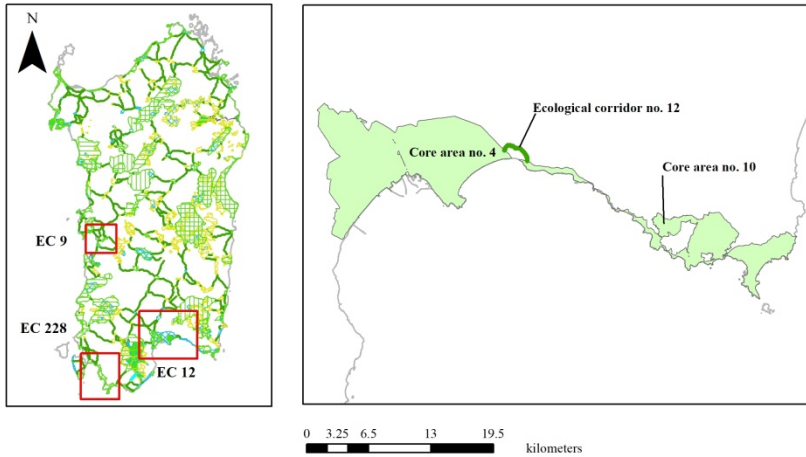 N
EC 9
EC 228
EC 12
Ecological corridor no. 12
Core area no. 4
Core area no. 10
0 3.25 6.5 13 19.5
kilometers